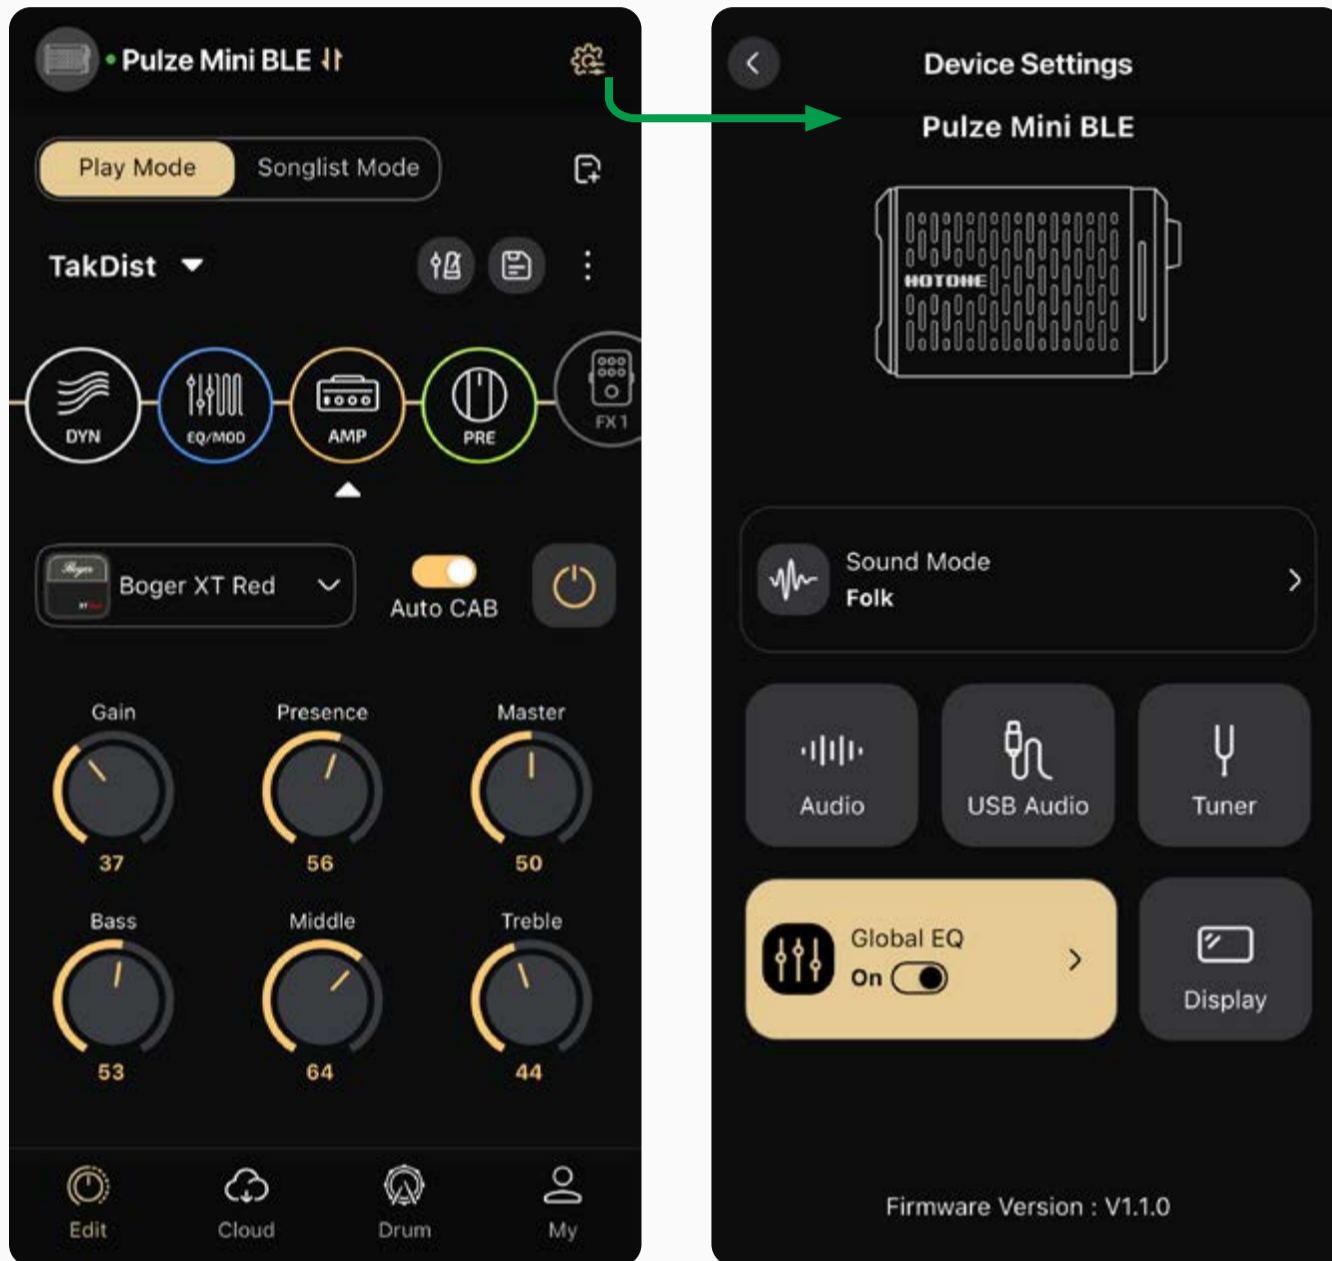 Pulze Mini BLE
Play Mode
Songlist Mode
TakDist
DYN
EQ/MOD
AMP
PRE
FX 1
Boger XT Red
Auto CAB
Gain
Presence
Master
37
56
50
Bass
Middle
Treble
53
64
44
Edit
Cloud
Drum
My
Device Settings
Pulze Mini BLE
HOTONE
Sound Mode
Folk
Audio
USB Audio
Tuner
Global EQ
On
Display
Firmware Version : V1.1.0